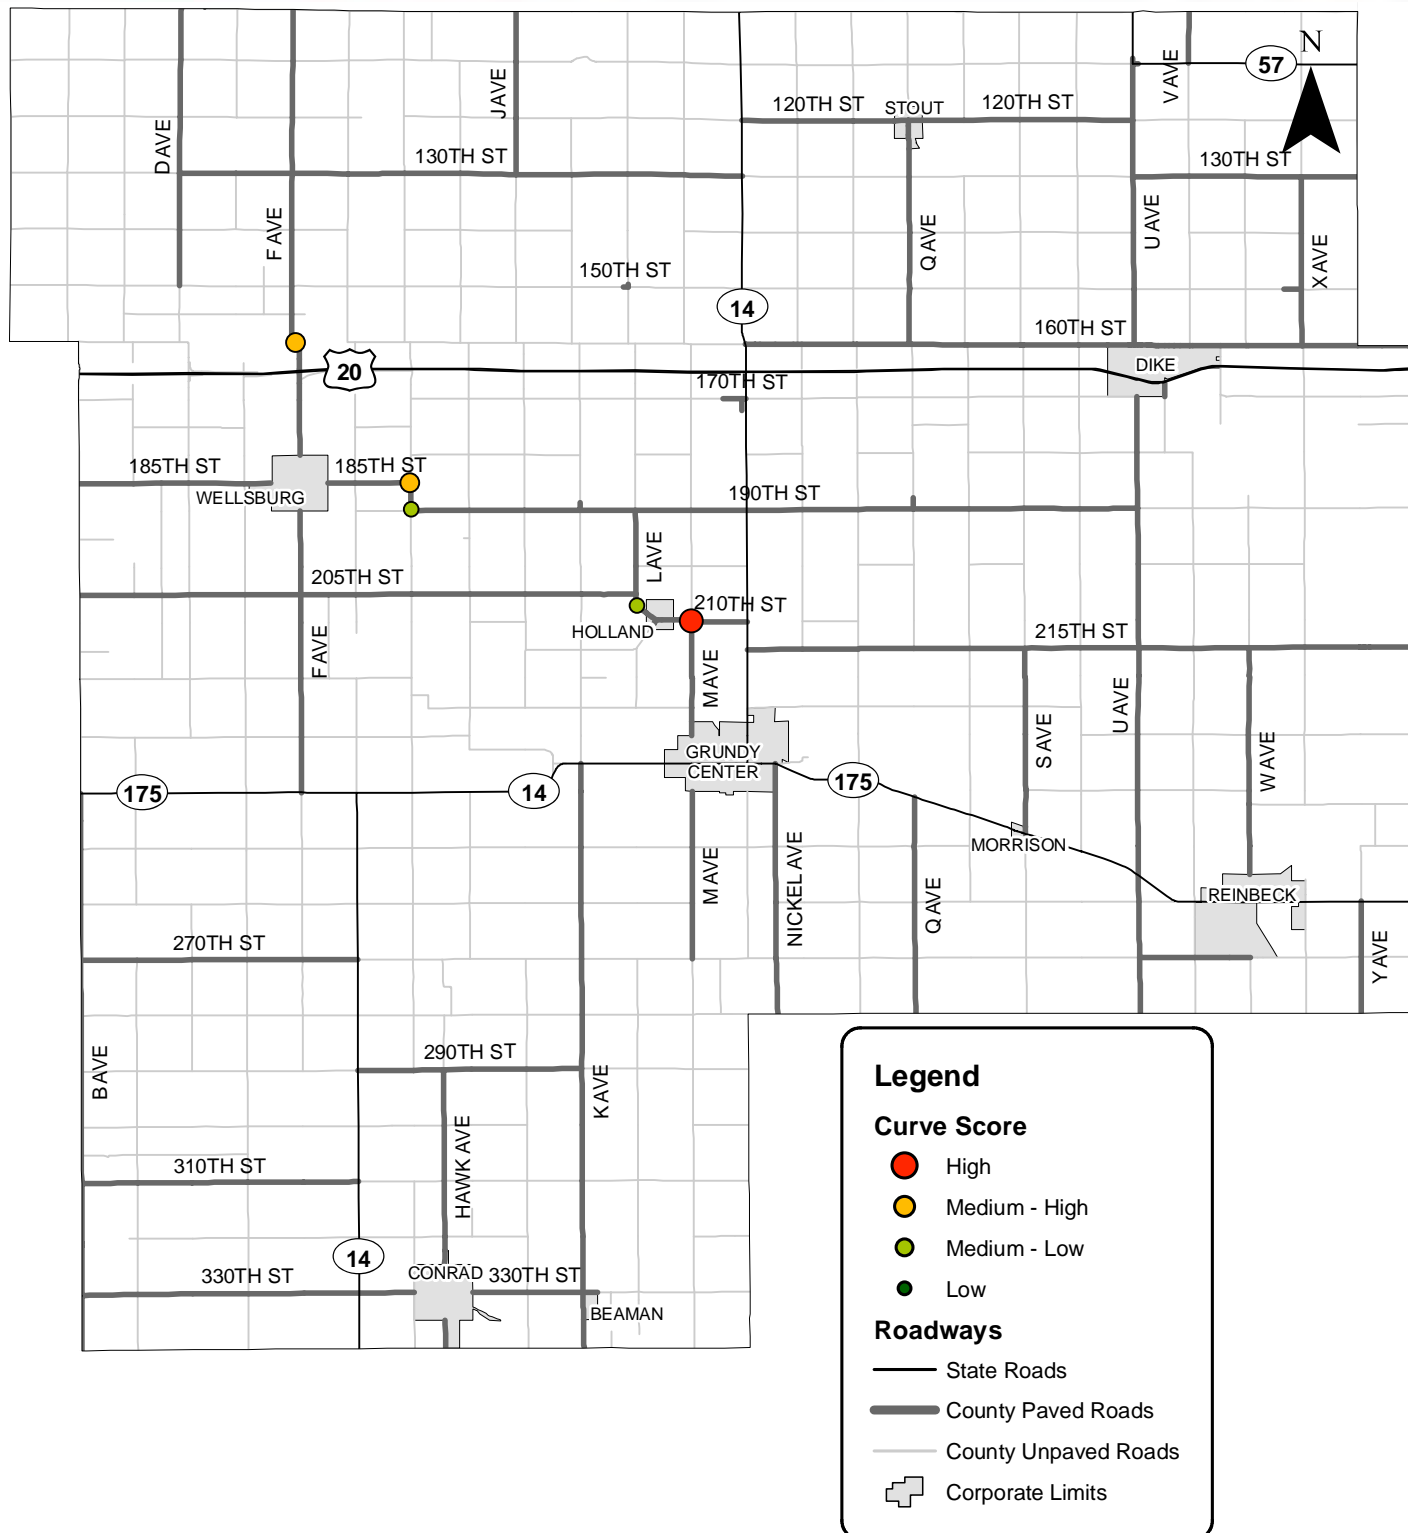 N
57
V AVE
J AVE
120TH ST
STOUT
120TH ST
D AVE
130TH ST
130TH ST
F AVE
Q AVE
U AVE
X AVE
150TH ST
14
160TH ST
20
DIKE
170TH ST
185TH ST
185TH ST
WELLSBURG
190TH ST
L AVE
205TH ST
210TH ST
HOLLAND
215TH ST
F AVE
M AVE
U AVE
S AVE
W AVE
GRUNDY
CENTER
175
14
175
MORRISON
M AVE
NICKEL AVE
Q AVE
REINBECK
270TH ST
Y AVE
290TH ST
B AVE
K AVE
HAWK AVE
310TH ST
14
330TH ST
CONRAD
330TH ST
BEAMAN
Legend
Curve Score
High
Medium - High
Medium - Low
Low
Roadways
State Roads
County Paved Roads
County Unpaved Roads
Corporate Limits